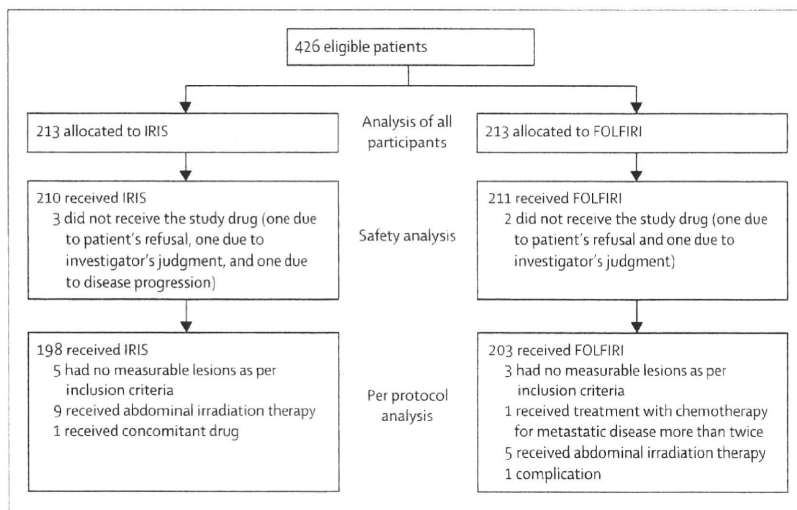 426 eligible patients
213 allocated to IRIS
Analysis of all
participants
213 allocated to FOLFIRI
210 received IRIS
3 did not receive the study drug (one due
to patient's refusal, one due to
investigator's judgment, and one due
to disease progression)
Safety analysis
211 received FOLFIRI
2 did not receive the study drug (one due
to patient's refusal and one due to
investigator's judgment)
198 received IRIS
5 had no measurable lesions as per
inclusion criteria
9 received abdominal irradiation therapy
1 received concomitant drug
Per protocol
analysis
203 received FOLFIRI
3 had no measurable lesions as per
inclusion criteria
1 received treatment with chemotherapy
for metastatic disease more than twice
5 received abdominal irradiation therapy
1 complication